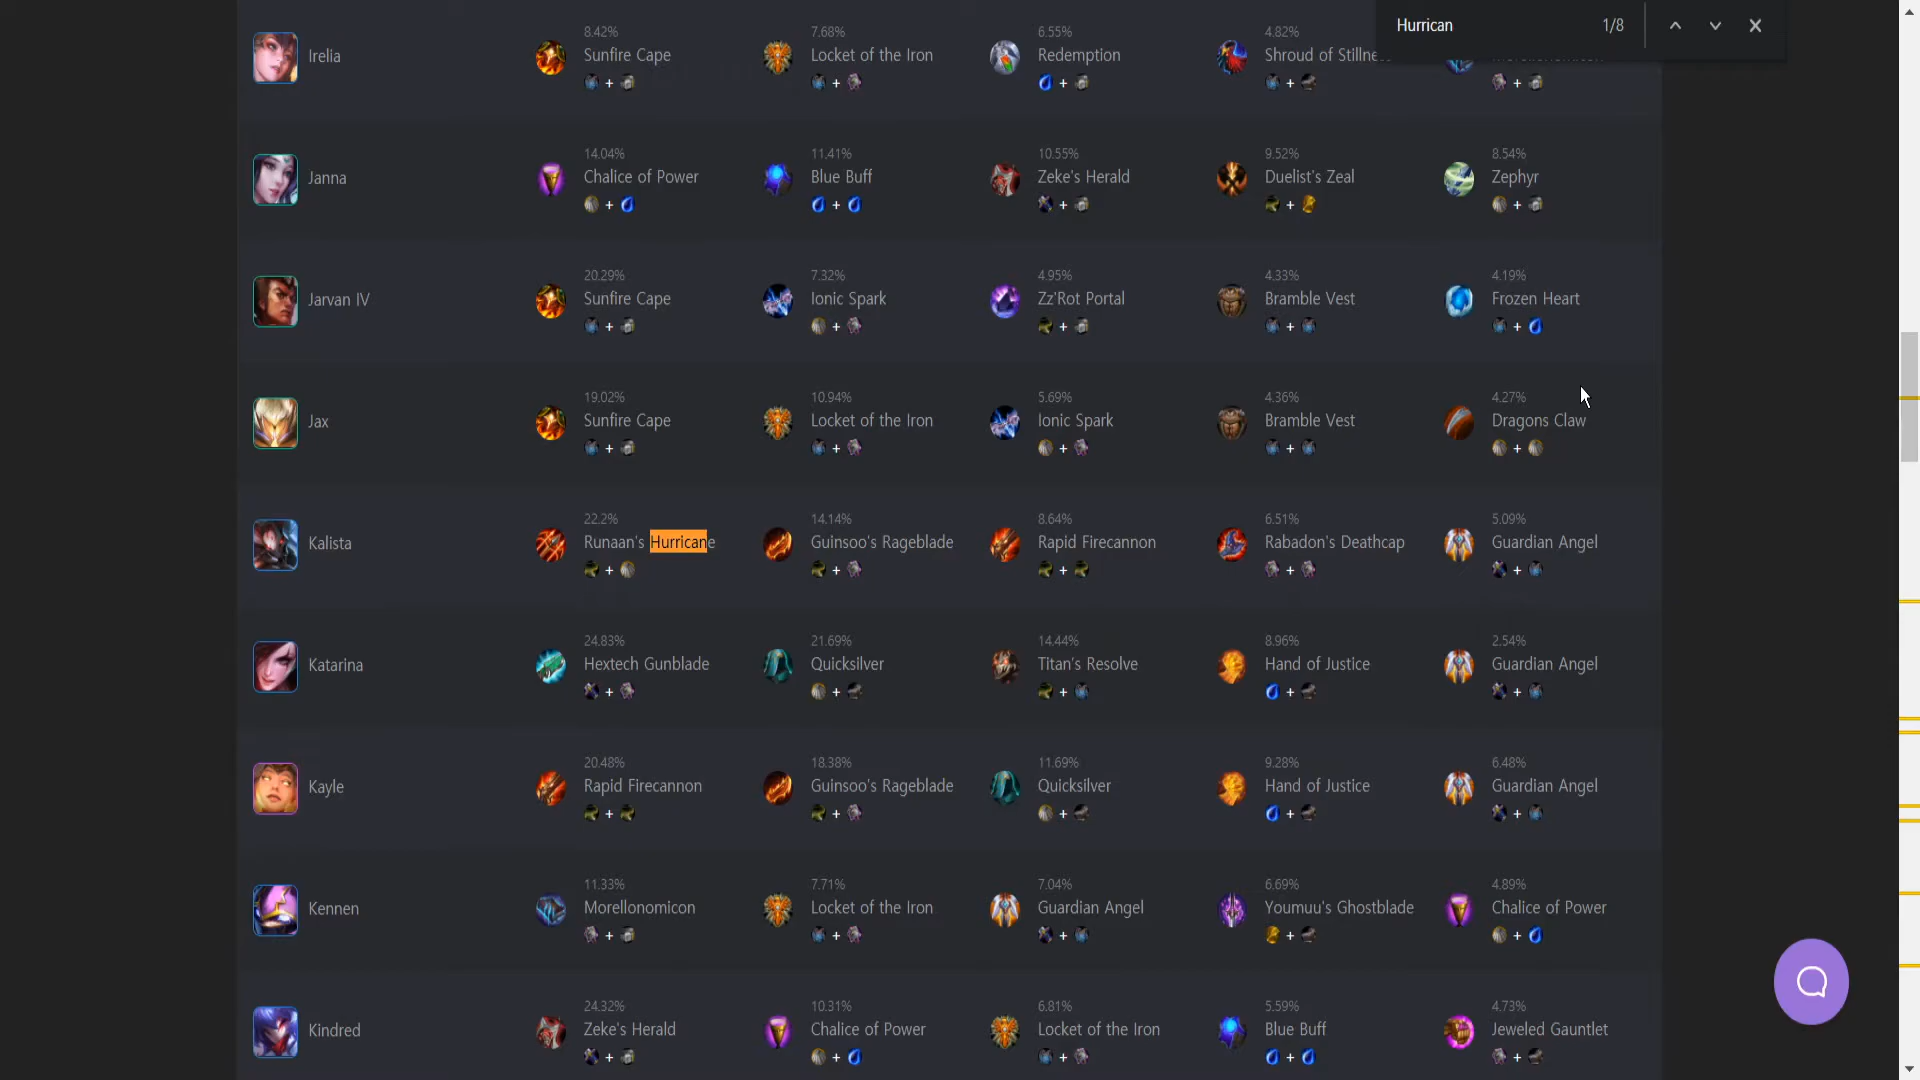 Hurrican 1/8
8.42% 7.68% 6.55% 4.82%
Irelia Sunfire Cape Locket of the Iron Redemption Shroud of Stillne
+ + + + +
14.04% 11.41% 10.55% 9.52% 8.54%
Janna Chalice of Power Blue Buff Zeke's Herald Duelist's Zeal Zephyr
+ + + + +
20.29% 7.32% 4.95% 4.33% 4.19%
Jarvan IV Sunfire Cape Ionic Spark Zz'Rot Portal Bramble Vest Frozen Heart
+ + + + +
19.02% 10.94% 5.69% 4.36% 4.27%
Jax Sunfire Cape Locket of the Iron Ionic Spark Bramble Vest Dragons Claw
+ + + + +
22.2% 14.14% 8.64% 6.51% 5.09%
Kalista Runaan's Hurricane Guinsoo's Rageblade Rapid Firecannon Rabadon's Deathcap Guardian Angel
+ + + + +
24.83% 21.69% 14.44% 8.96% 2.54%
Katarina Hextech Gunblade Quicksilver Titan's Resolve Hand of Justice Guardian Angel
+ + + + +
20.48% 18.38% 11.69% 9.28% 6.48%
Kayle Rapid Firecannon Guinsoo's Rageblade Quicksilver Hand of Justice Guardian Angel
+ + + + +
11.33% 7.71% 7.04% 6.69% 4.89%
Kennen Morellonomicon Locket of the Iron Guardian Angel Youmuu's Ghostblade Chalice of Power
+ + + + +
24.32% 10.31% 6.81% 5.59% 4.73%
Kindred Zeke's Herald Chalice of Power Locket of the Iron Blue Buff Jeweled Gauntlet
+ + + + +